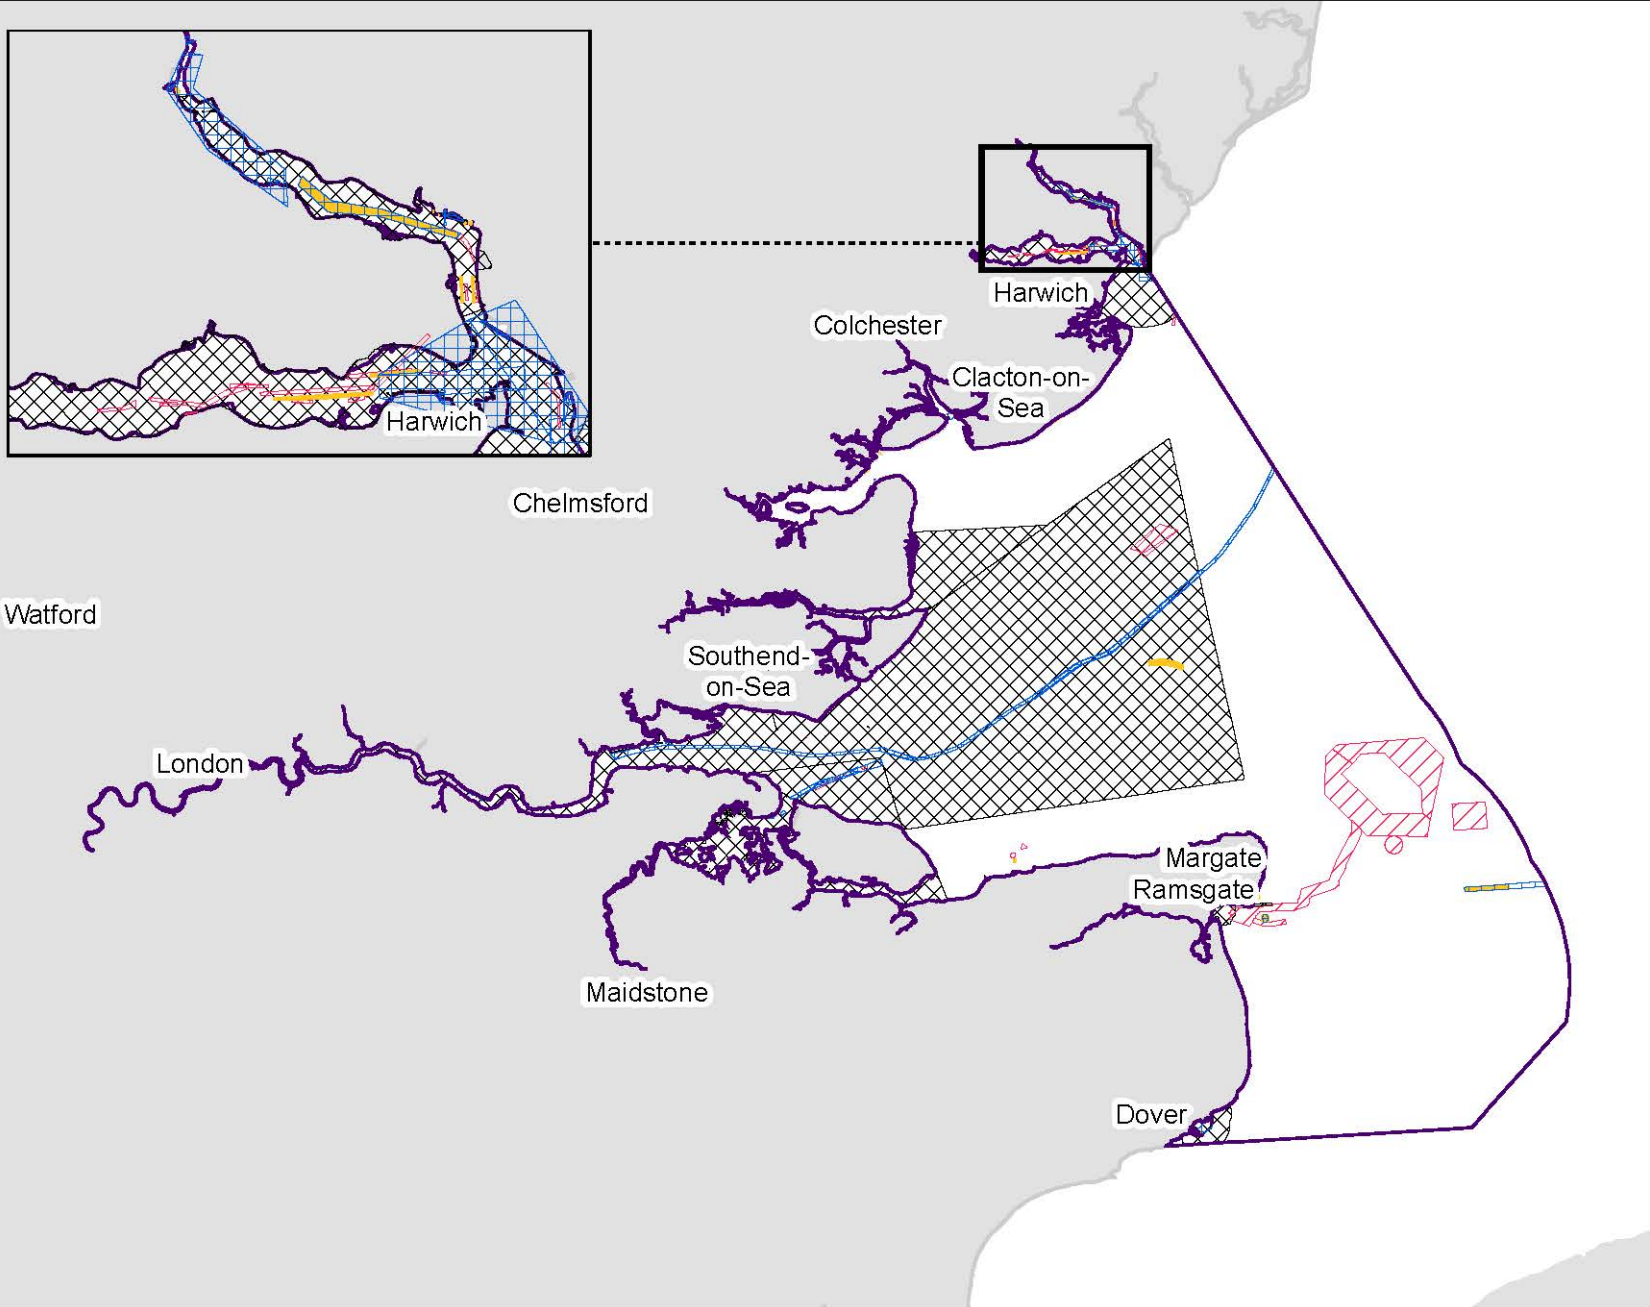 Harwich
Harwich
Colchester
Clacton-on-
Sea
Chelmsford
Watford
Southend-
on-Sea
London
Margate
Ramsgate
Maidstone
Dover